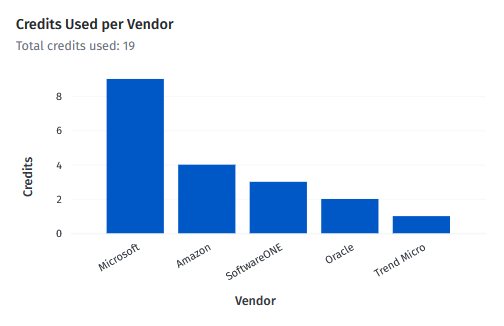 Credits Used per Vendor
Total credits used: 19
Credits
8
6
4
2
0
Microsoft
Amazon
SoftwareONE
Oracle
Trend Micro
Vendor